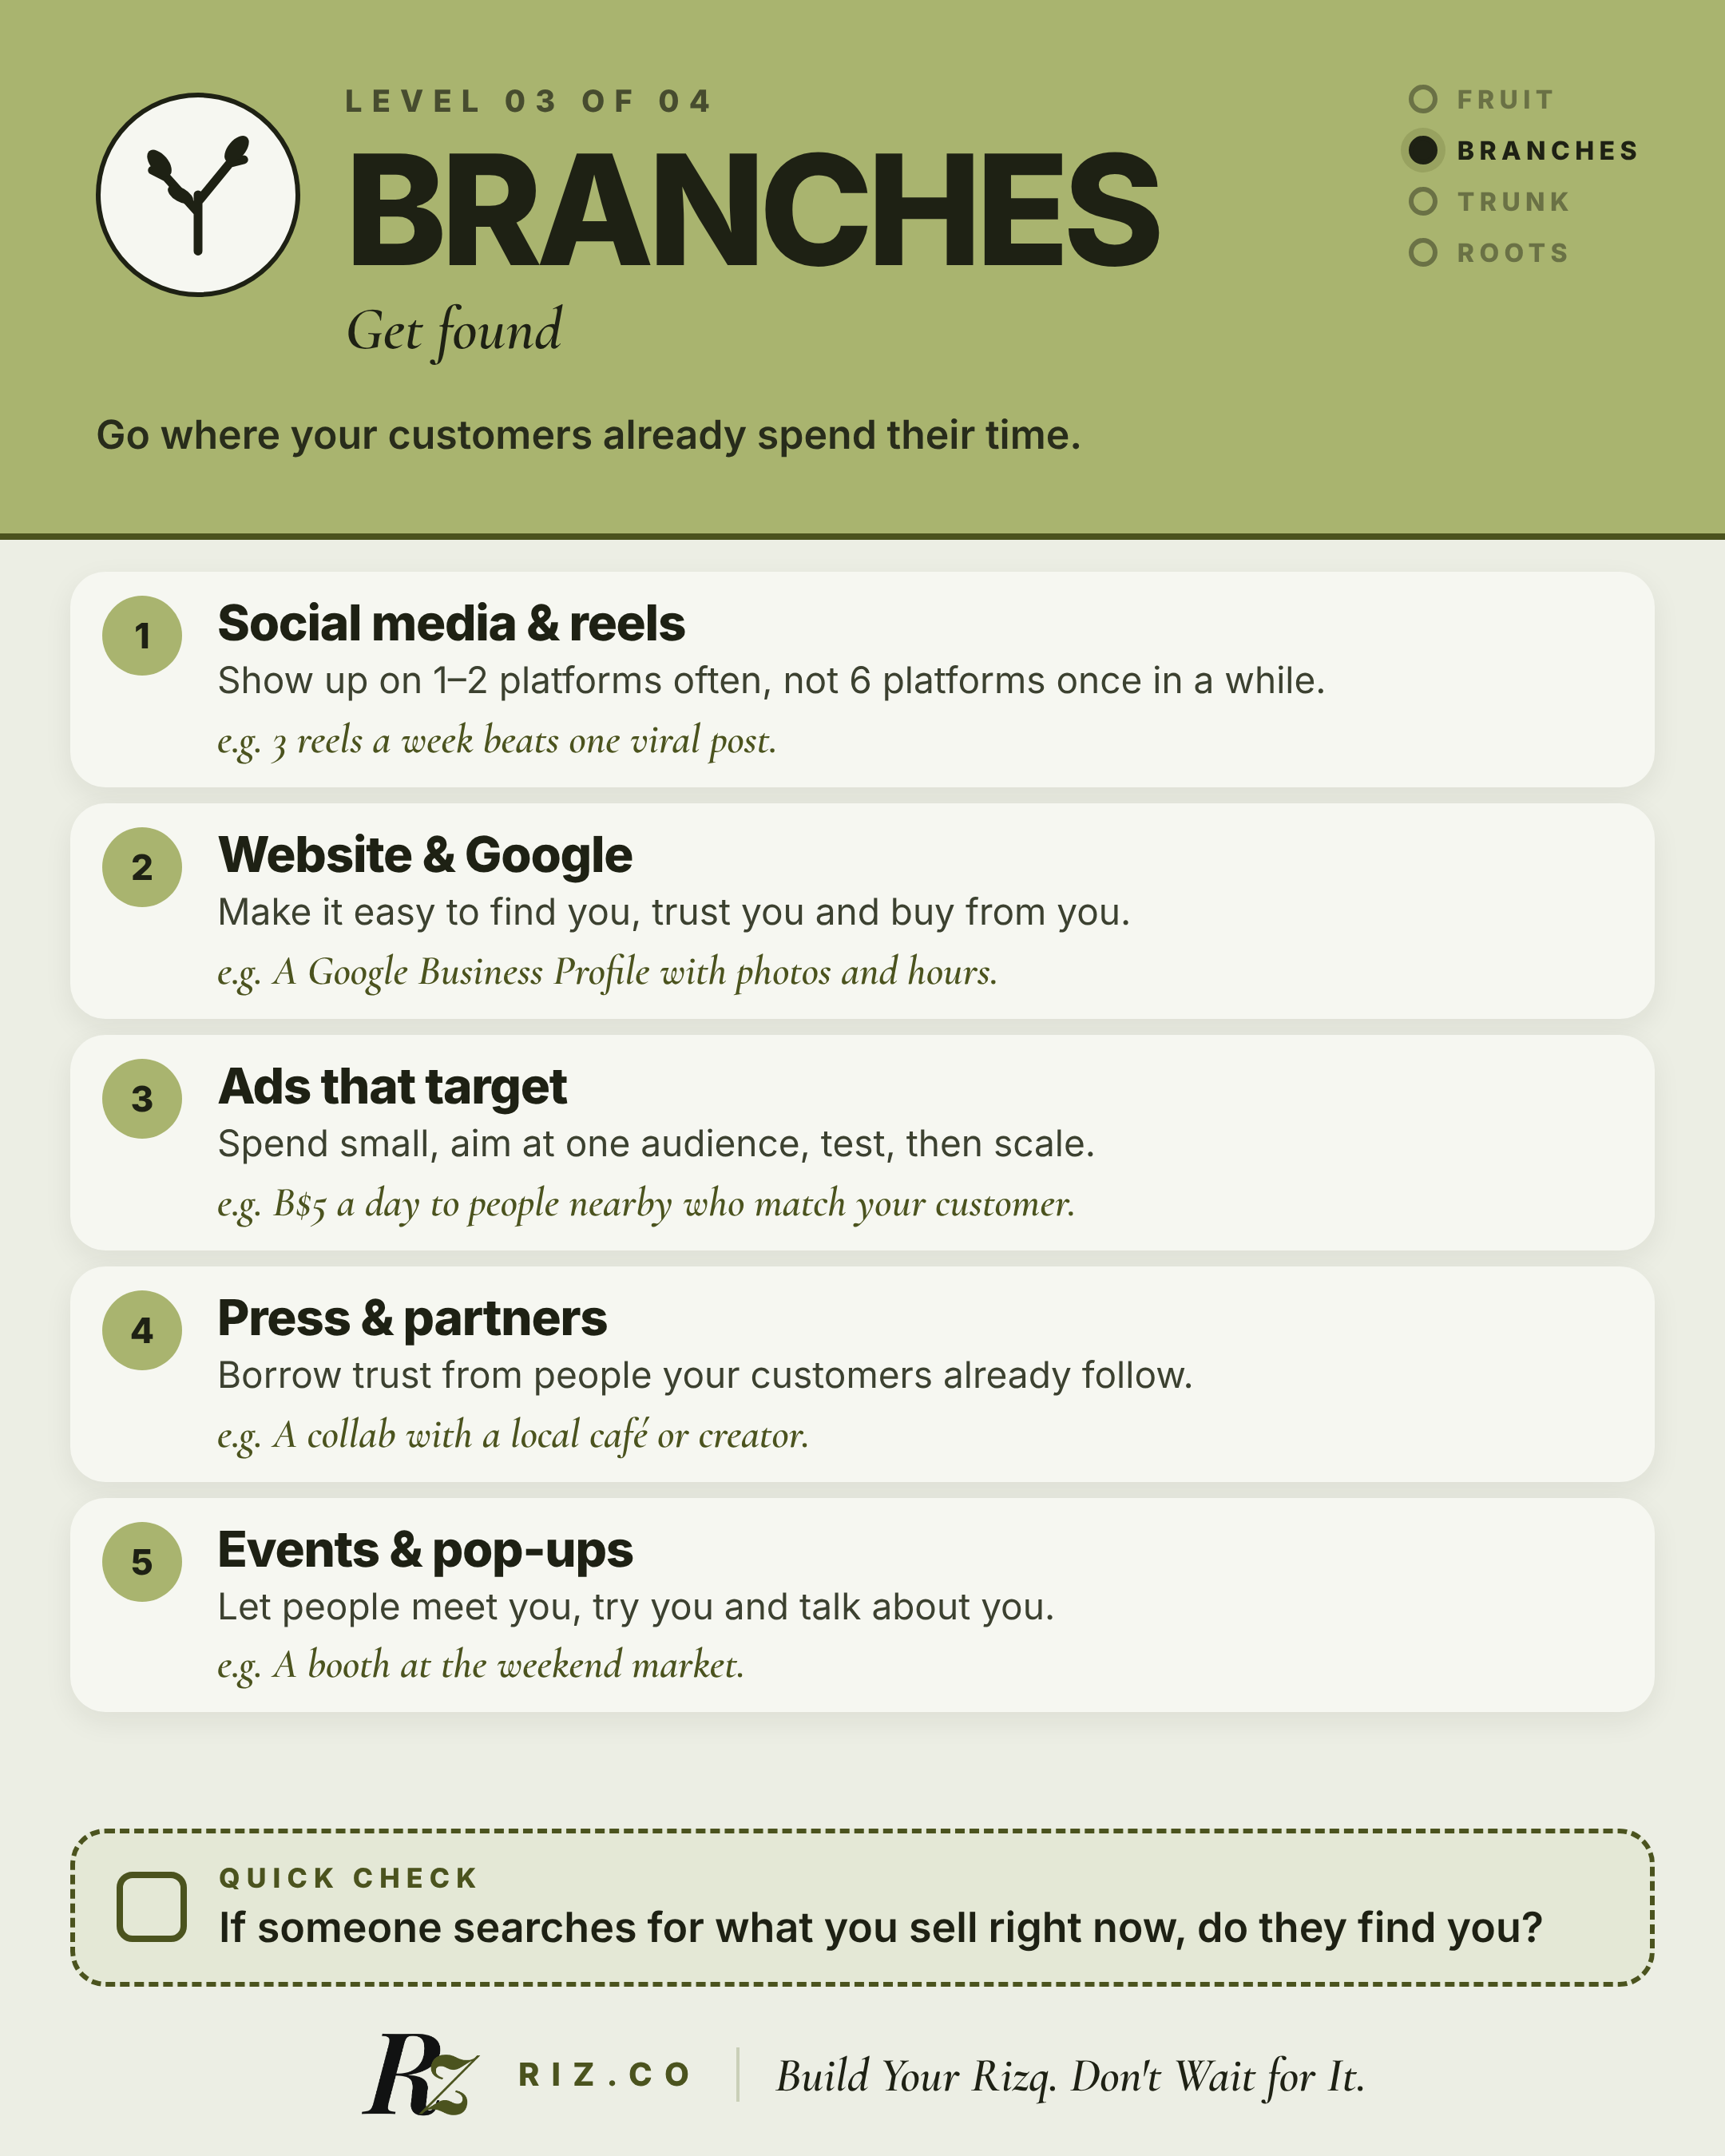 LEVEL 03 OF 04
BRANCHES
Get found
FRUIT
BRANCHES
TRUNK
ROOTS
Go where your customers already spend their time.
1
Social media & reels
Show up on 1–2 platforms often, not 6 platforms once in a while.
e.g. 3 reels a week beats one viral post.
2
Website & Google
Make it easy to find you, trust you and buy from you.
e.g. A Google Business Profile with photos and hours.
3
Ads that target
Spend small, aim at one audience, test, then scale.
e.g. B$5 a day to people nearby who match your customer.
4
Press & partners
Borrow trust from people your customers already follow.
e.g. A collab with a local café or creator.
5
Events & pop-ups
Let people meet you, try you and talk about you.
e.g. A booth at the weekend market.
QUICK CHECK
If someone searches for what you sell right now, do they find you?
Rz RIZ.CO Build Your Rizq. Don't Wait for It.